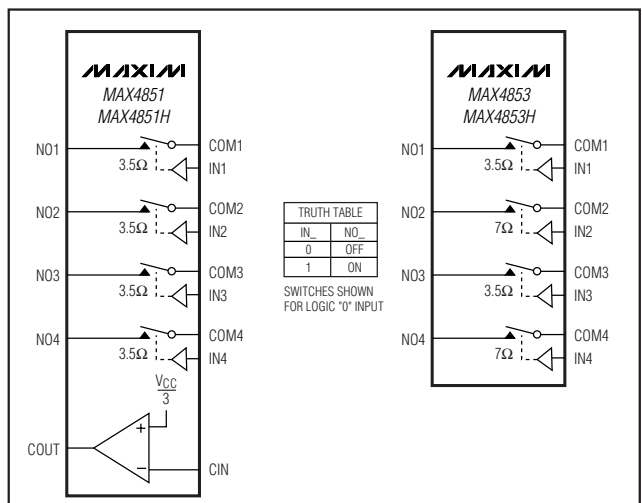 MAXIM
MAX4851
MAX4851H
NO1
COM1
3.5Ω
IN1
NO2
COM2
3.5Ω
IN2
NO3
COM3
3.5Ω
IN3
NO4
COM4
3.5Ω
IN4
VCC
3
+
COUT
−
CIN
TRUTH TABLE
IN_ NO_
0 OFF
1 ON
SWITCHES SHOWN
FOR LOGIC "0" INPUT
MAXIM
MAX4853
MAX4853H
NO1
COM1
3.5Ω
IN1
NO2
COM2
7Ω
IN2
NO3
COM3
3.5Ω
IN3
NO4
COM4
7Ω
IN4